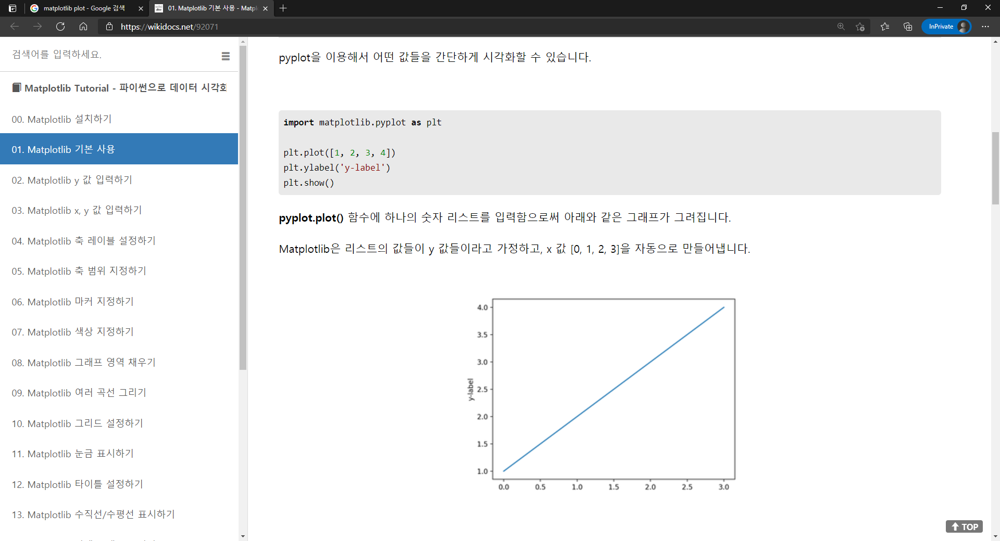 matplotlib plot - Google 검색
01. Matplotlib 기본 사용 - Matpl
https://wikidocs.net/92071
InPrivate
검색어를 입력하세요.
Matplotlib Tutorial - 파이썬으로 데이터 시각화
00. Matplotlib 설치하기
01. Matplotlib 기본 사용
02. Matplotlib y 값 입력하기
03. Matplotlib x, y 값 입력하기
04. Matplotlib 축 레이블 설정하기
05. Matplotlib 축 범위 지정하기
06. Matplotlib 마커 지정하기
07. Matplotlib 색상 지정하기
08. Matplotlib 그래프 영역 채우기
09. Matplotlib 여러 곡선 그리기
10. Matplotlib 그리드 설정하기
11. Matplotlib 눈금 표시하기
12. Matplotlib 타이틀 설정하기
13. Matplotlib 수직선/수평선 표시하기
pyplot을 이용해서 어떤 값들을 간단하게 시각화할 수 있습니다.
import matplotlib.pyplot as plt
plt.plot([1, 2, 3, 4])
plt.ylabel('y-label')
plt.show()
pyplot.plot() 함수에 하나의 숫자 리스트를 입력함으로써 아래와 같은 그래프가 그려집니다.
Matplotlib은 리스트의 값들이 y 값들이라고 가정하고, x 값 [0, 1, 2, 3]을 자동으로 만들어냅니다.
4.0
3.5
3.0
y-label
2.5
2.0
1.5
1.0
0.0 0.5 1.0 1.5 2.0 2.5 3.0
TOP